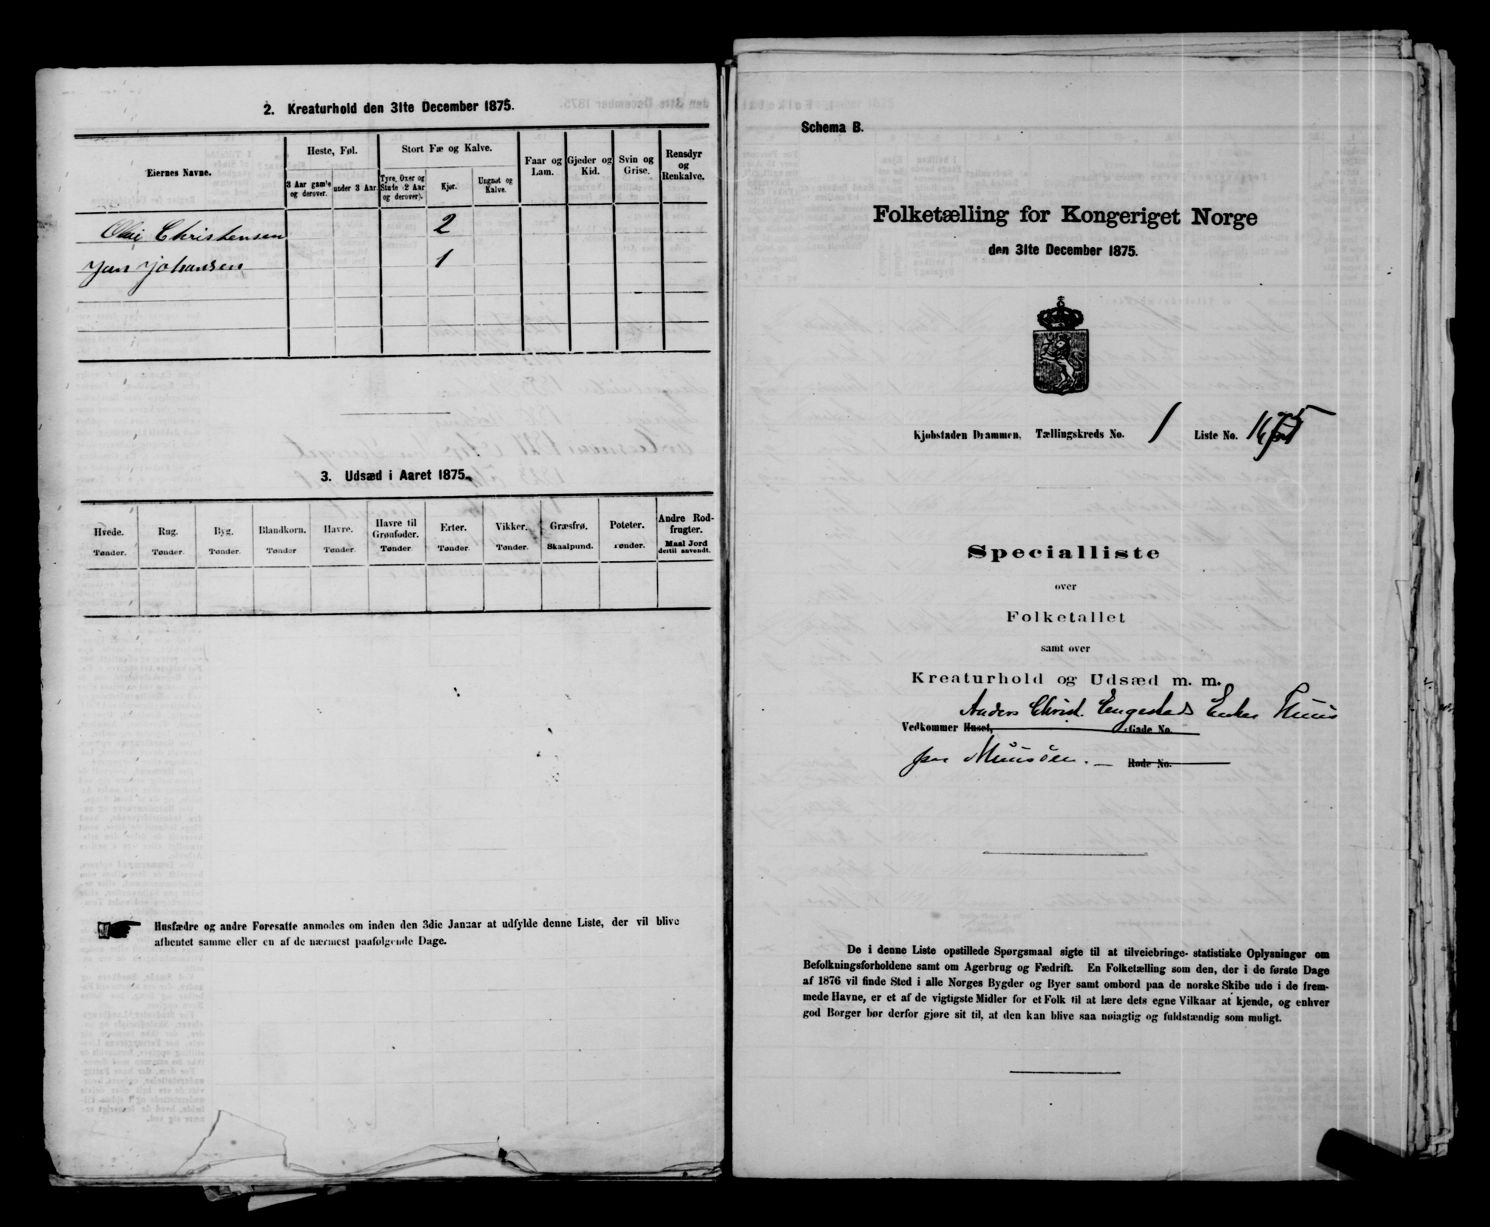 2. Kreaturhold den 31te December 1875.
Eiernes Navne.
Heste, Føl.
Stort Fæ og Kalve.
Faar og Lam.
Gjeder og Kid.
Svin og Grise.
Rensdyr og Renkalve.
3 Aar gamle og derover.
under 3 Aar.
Tyre, Oxer og Stude (2 Aar og derover).
Kjør.
Ungnøt og Kalve.
Christensen 2
Johansen 1
3. Udsæd i Aaret 1875.
Hvede. Rug. Byg. Blandkorn. Havre. Havre til Grønfoder. Erter. Vikker. Græsfrø. Poteter. Andre Rodfrugter.
Tønder. Tønder. Tønder. Tønder Tønder. Tønder Tønder. Tønder. Skaalpund. Tønder. Maal Jord dertil anvendt.
Husfædre og andre Foresatte anmodes om inden den 3die Januar at udfylde denne Liste, der vil blive
afhentet samme eller en af de nærmest paafølgende Dage.
Schema B.
Folketælling for Kongeriget Norge
den 31te December 1875.
Kjøbstaden Drammen. Tællingskreds No. 1 Liste No.
Specialliste
over
Folketallet
samt over
Kreaturhold og Udsæd m. m.
Anders Christ. Engestads Enke Huus
Vedkommer Huset, Gade No.
paa Rode No.
De i denne Liste opstillede Spørgsmaal sigte til at tilveiebringe statistiske Oplysninger om
Befolkningsforholdene samt om Agerbrug og Fædrift. En Folketælling som den, der i de første Dage
af 1876 vil finde Sted i alle Norges Bygder og Byer samt ombord paa de norske Skibe ude i de frem-
mede Havne, er et af de vigtigste Midler for et Folk til at lære dets egne Vilkaar at kjende, og enhver
god Borger bør derfor gjøre sit til, at den kan blive saa nøiagtig og fuldstændig som muligt.